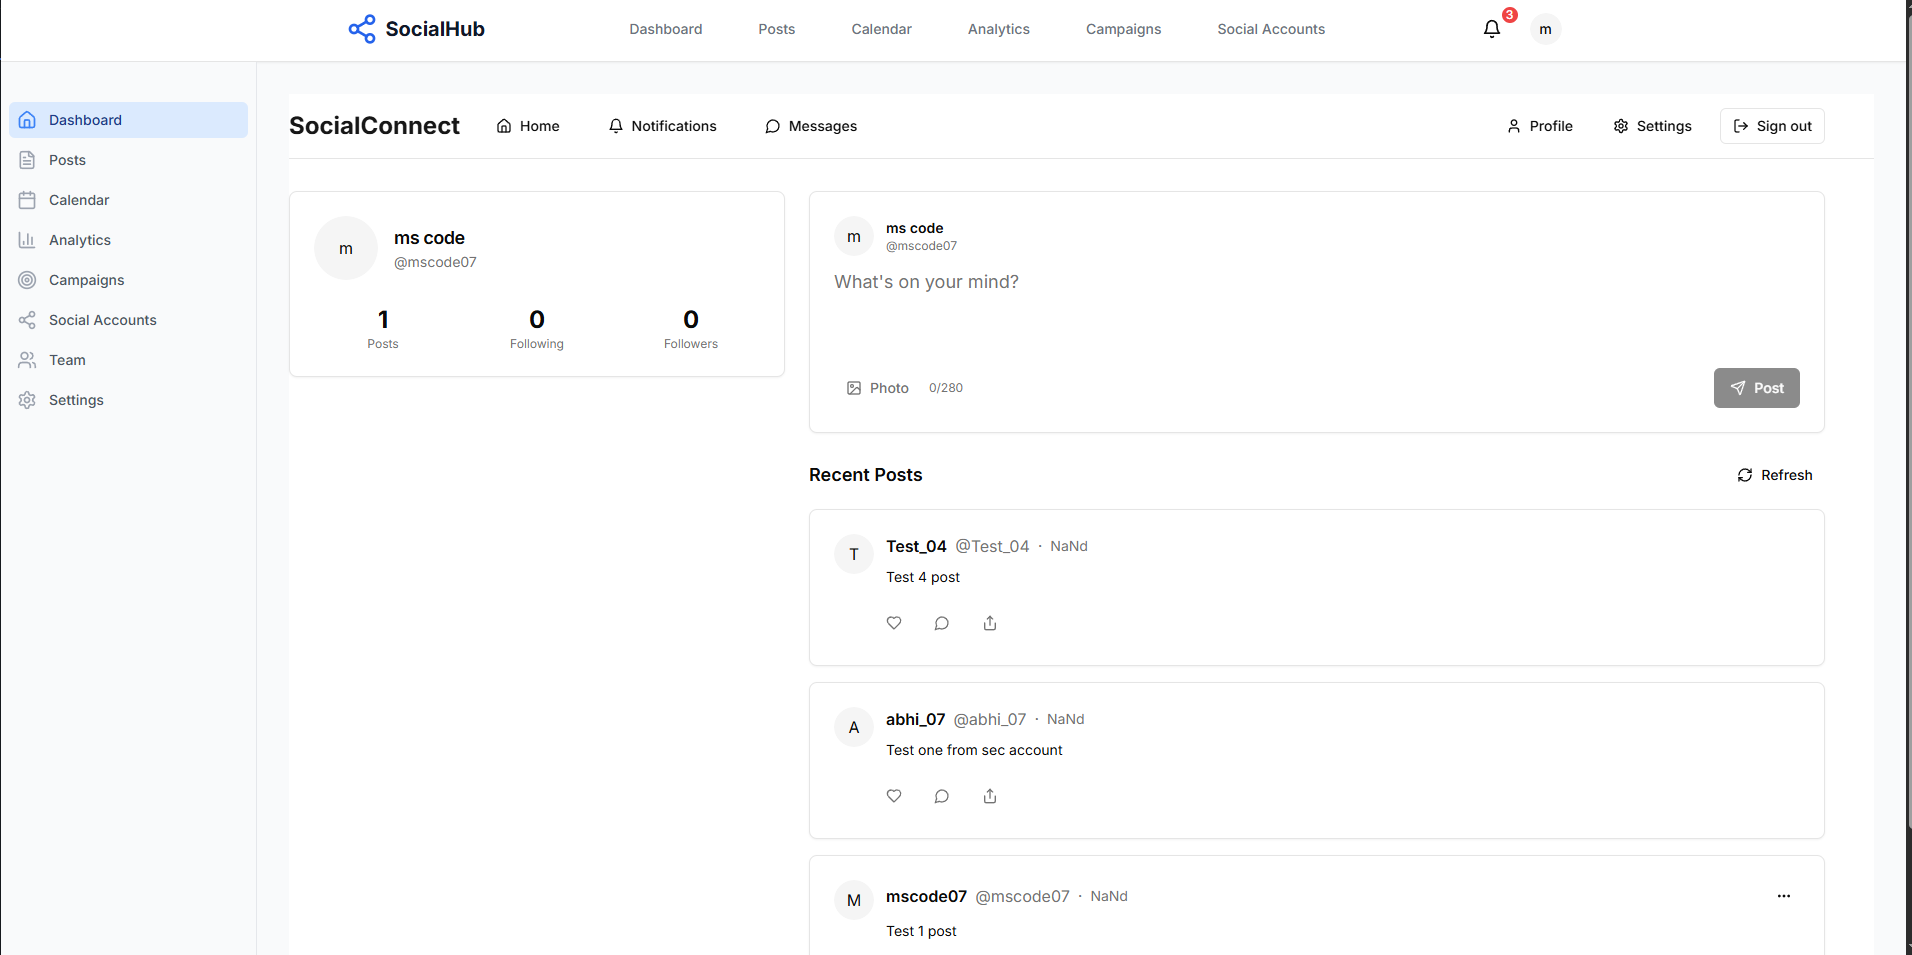 SocialHub
Dashboard Posts Calendar Analytics Campaigns Social Accounts
3
m
Dashboard
Posts
Calendar
Analytics
Campaigns
Social Accounts
Team
Settings
SocialConnect Home Notifications Messages Profile Settings Sign out
m
ms code
@mscode07
1 0 0
Posts Following Followers
m
ms code
@mscode07
What's on your mind?
Photo 0/280 Post
Recent Posts Refresh
T
Test_04 @Test_04 · NaNd
Test 4 post
A
abhi_07 @abhi_07 · NaNd
Test one from sec account
M
mscode07 @mscode07 · NaNd
Test 1 post